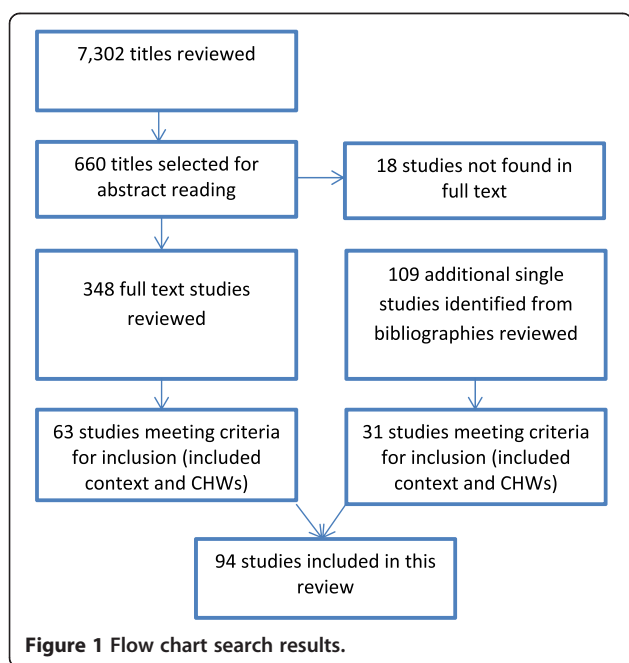 7,302 titles reviewed
660 titles selected for
abstract reading
18 studies not found in
full text
348 full text studies
reviewed
109 additional single
studies identified from
bibliographies reviewed
63 studies meeting criteria
for inclusion (included
context and CHWs)
31 studies meeting criteria
for inclusion (included
context and CHWs)
94 studies included in this
review
Figure 1 Flow chart search results.